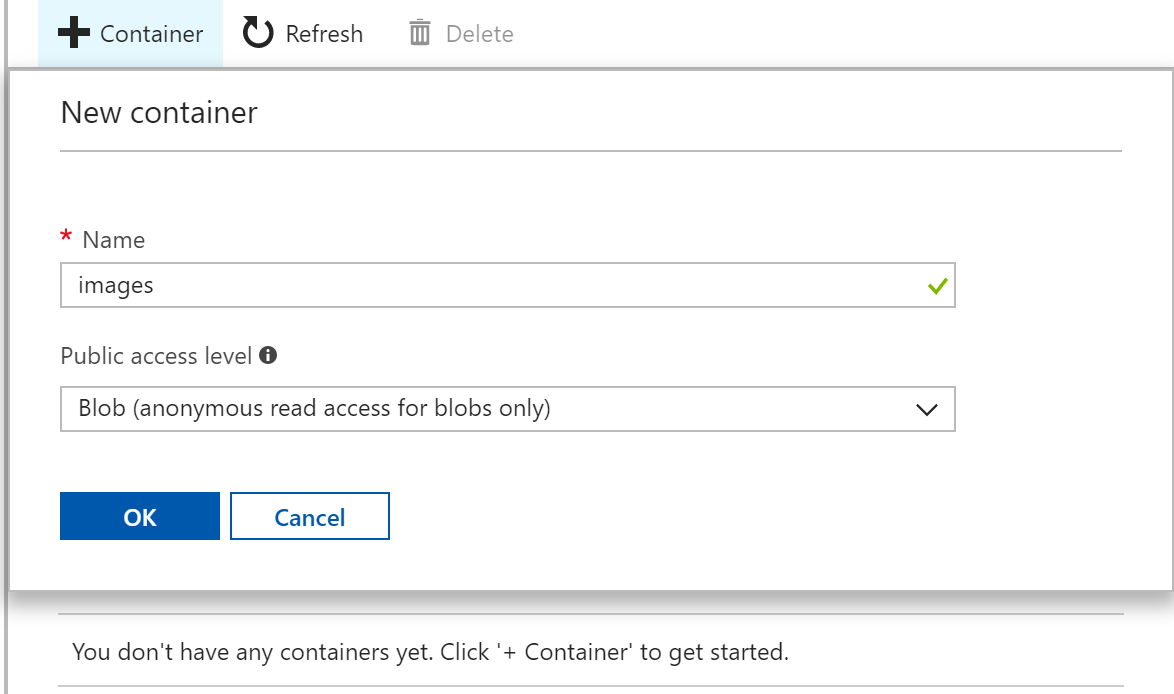 Container Refresh Delete
New container
* Name
images
Public access level
Blob (anonymous read access for blobs only)
OK Cancel
You don't have any containers yet. Click '+ Container' to get started.